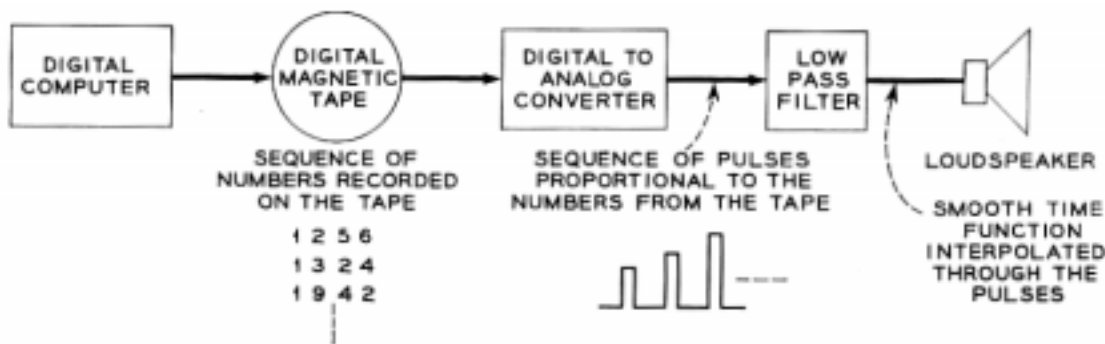 DIGITAL
COMPUTER
DIGITAL
MAGNETIC
TAPE
DIGITAL TO
ANALOG
CONVERTER
LOW
PASS
FILTER
SEQUENCE OF
NUMBERS RECORDED
ON THE TAPE
1 2 5 6
1 3 2 4
1 9 4 2
SEQUENCE OF PULSES
PROPORTIONAL TO THE
NUMBERS FROM THE TAPE
LOUDSPEAKER
SMOOTH TIME
FUNCTION
INTERPOLATED
THROUGH THE
PULSES